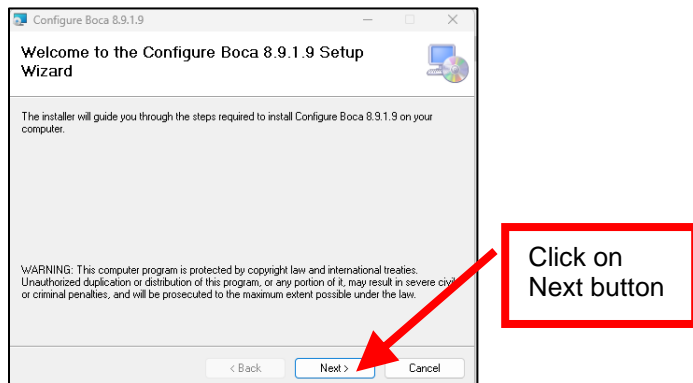 Configure Boca 8.9.1.9
Welcome to the Configure Boca 8.9.1.9 Setup
Wizard
The installer will guide you through the steps required to install Configure Boca 8.9.1.9 on your
computer.
WARNING: This computer program is protected by copyright law and international treaties.
Unauthorized duplication or distribution of this program, or any portion of it, may result in severe civil
or criminal penalties, and will be prosecuted to the maximum extent possible under the law.
< Back
Next >
Cancel
Click on
Next button